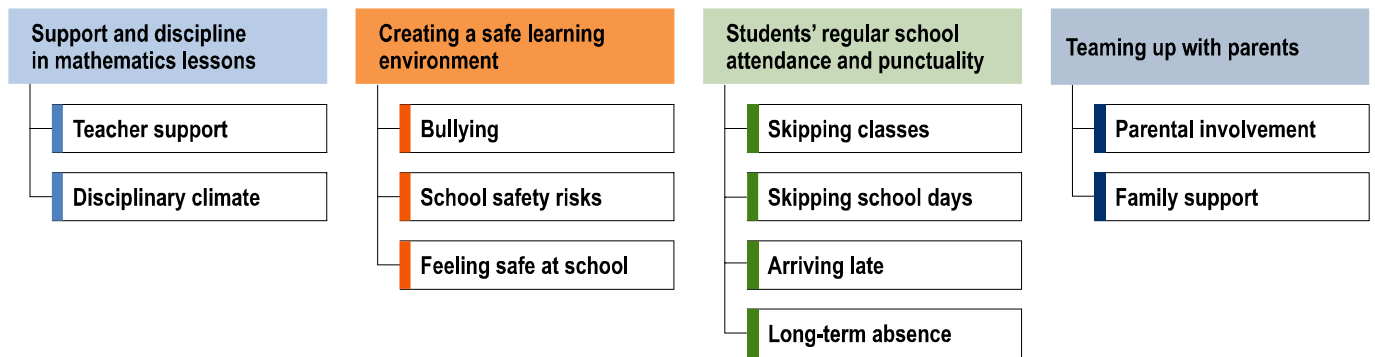 Support and discipline
in mathematics lessons
Teacher support
Disciplinary climate
Creating a safe learning
environment
Bullying
School safety risks
Feeling safe at school
Students’ regular school
attendance and punctuality
Skipping classes
Skipping school days
Arriving late
Long-term absence
Teaming up with parents
Parental involvement
Family support